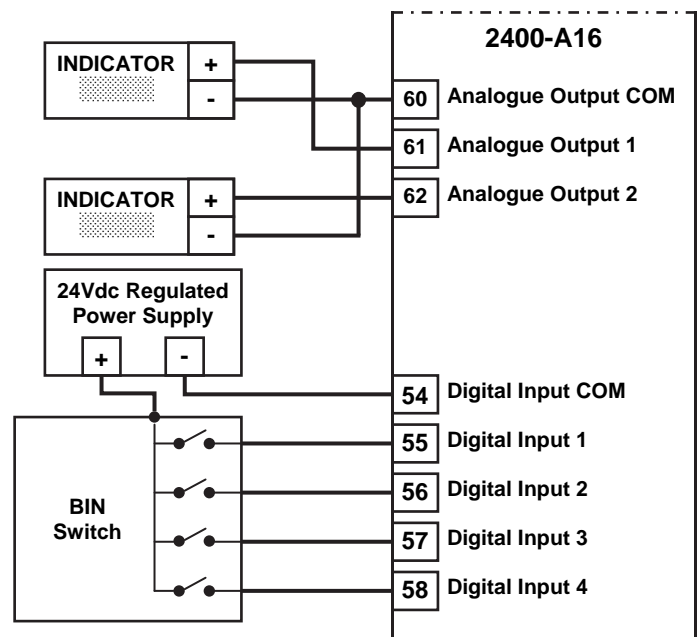 2400-A16
INDICATOR
+
-
60 Analogue Output COM
61 Analogue Output 1
INDICATOR
+
-
62 Analogue Output 2
24Vdc Regulated
Power Supply
+ -
54 Digital Input COM
55 Digital Input 1
56 Digital Input 2
BIN
Switch
57 Digital Input 3
58 Digital Input 4